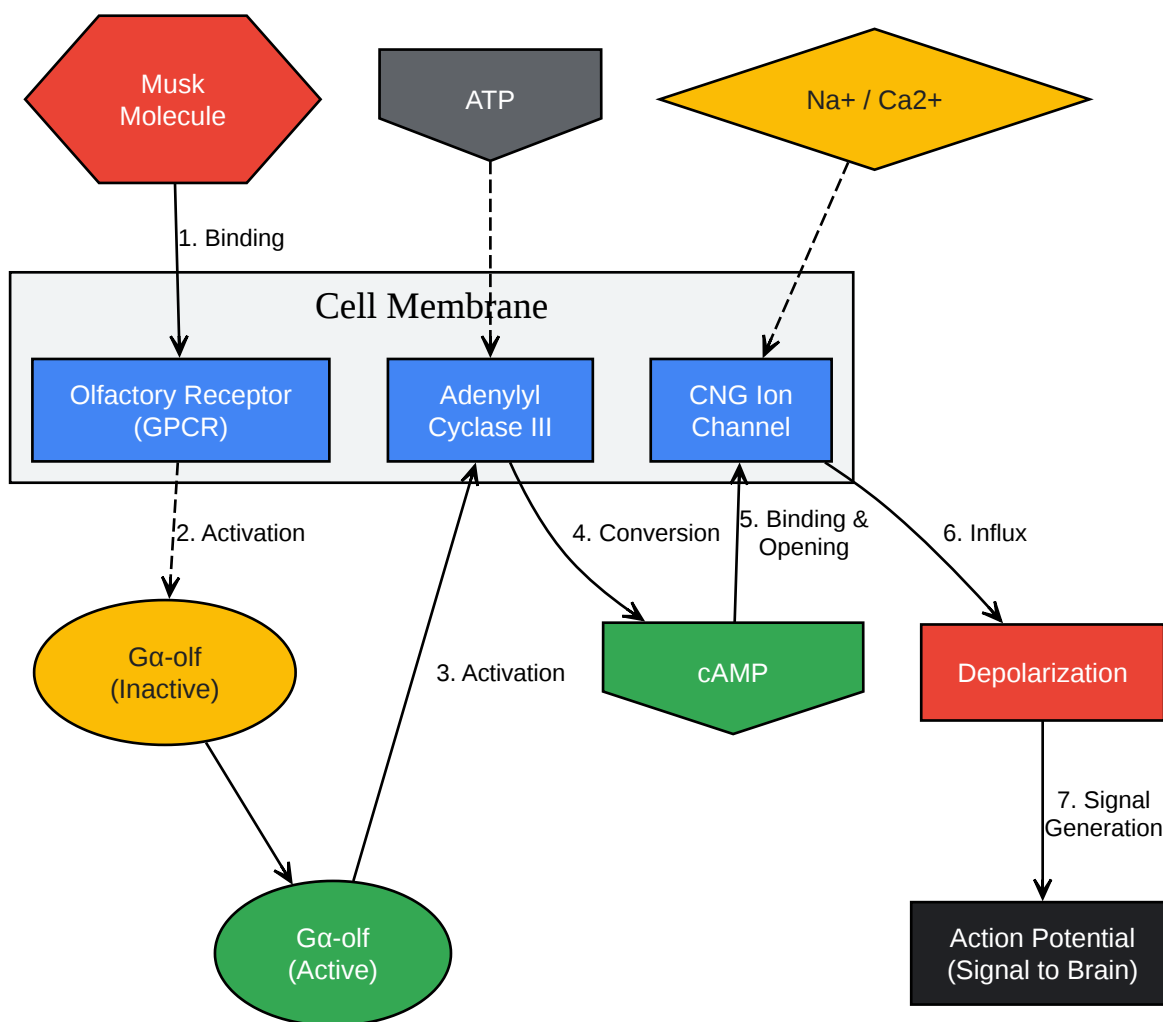 Musk
Molecule
ATP
Na+ / Ca2+
1. Binding
Cell Membrane
Olfactory Receptor
(GPCR)
Adenylyl
Cyclase III
CNG Ion
Channel
2. Activation
4. Conversion
5. Binding &
Opening
6. Influx
Gα-olf
(Inactive)
3. Activation
cAMP
Depolarization
7. Signal
Generation
Gα-olf
(Active)
Action Potential
(Signal to Brain)